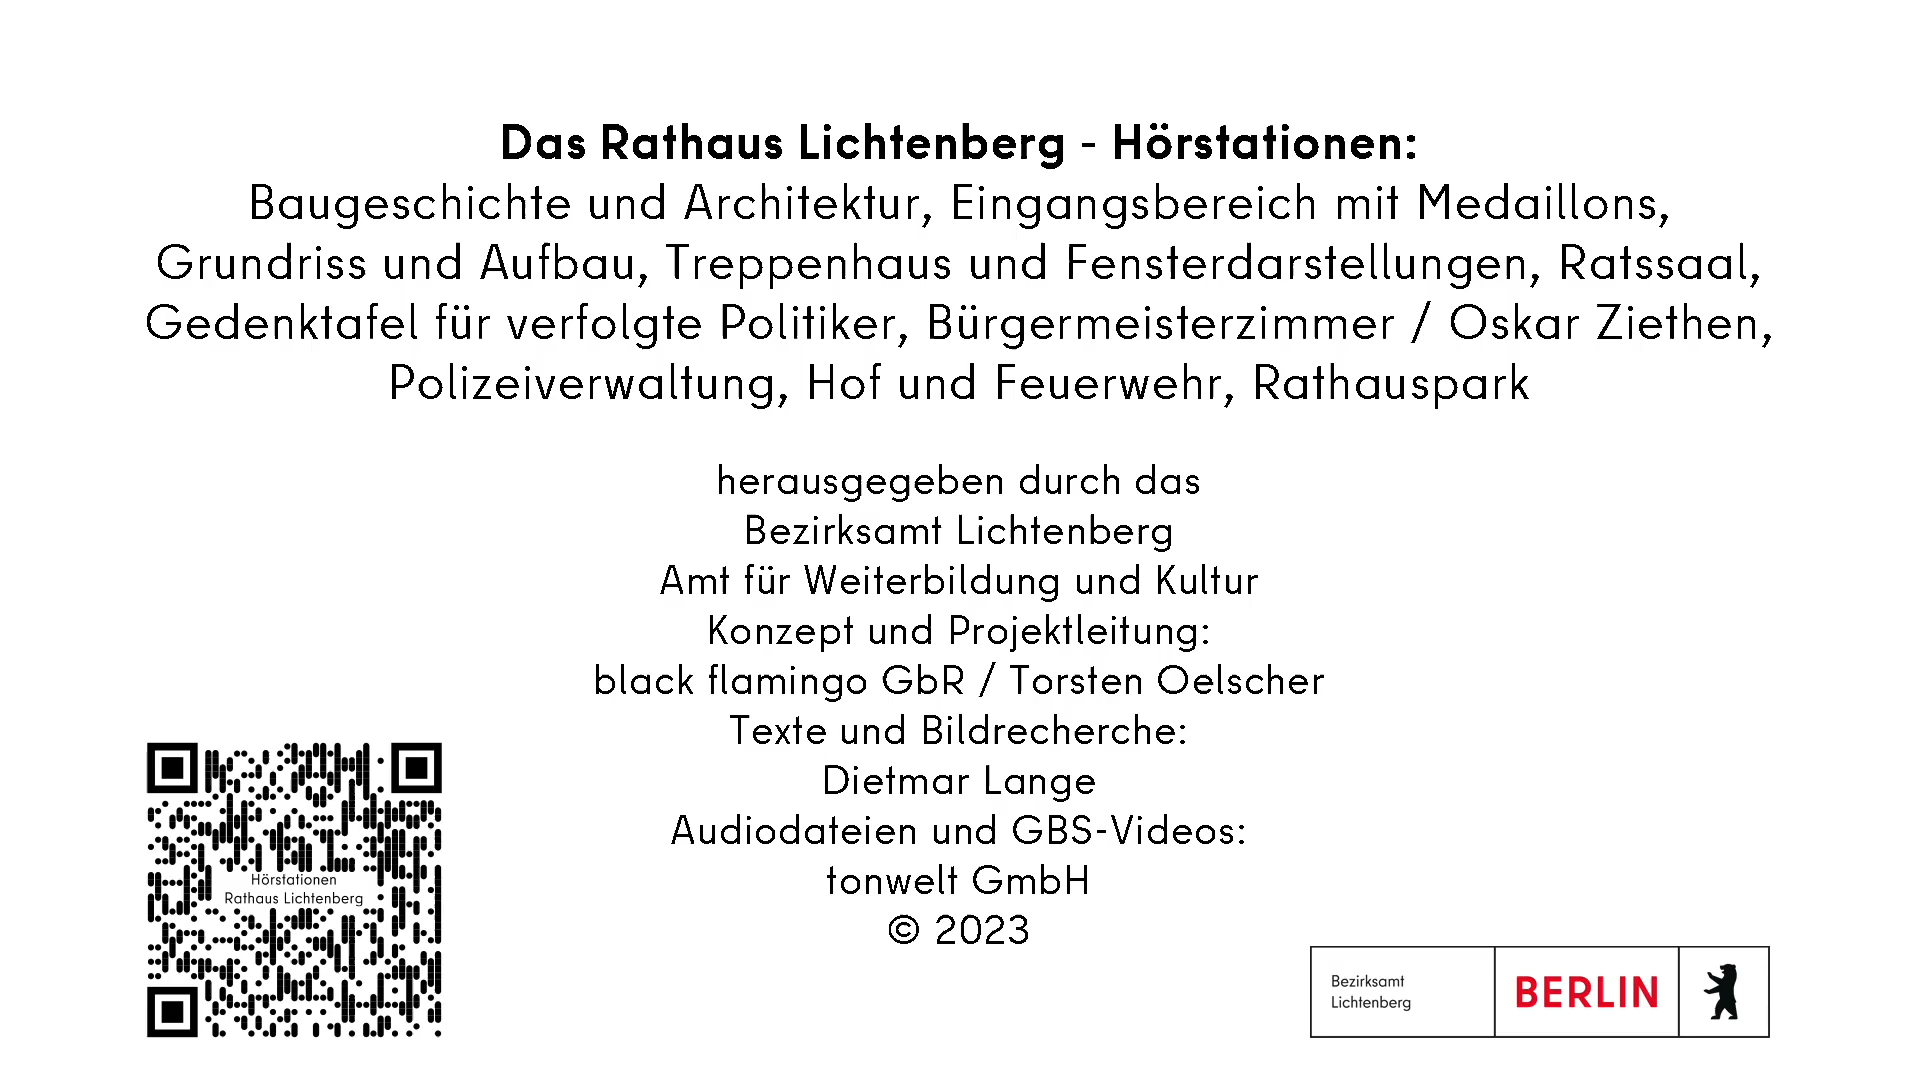 Das Rathaus Lichtenberg - Hörstationen:
Baugeschichte und Architektur, Eingangsbereich mit Medaillons,
Grundriss und Aufbau, Treppenhaus und Fensterdarstellungen, Ratssaal,
Gedenktafel für verfolgte Politiker, Bürgermeisterzimmer / Oskar Ziethen,
Polizeiverwaltung, Hof und Feuerwehr, Rathauspark
herausgegeben durch das
Bezirksamt Lichtenberg
Amt für Weiterbildung und Kultur
Konzept und Projektleitung:
black flamingo GbR / Torsten Oelscher
Texte und Bildrecherche:
Dietmar Lange
Audiodateien und GBS-Videos:
tonwelt GmbH
© 2023
Hörstationen
Rathaus Lichtenberg
Bezirksamt
Lichtenberg
BERLIN